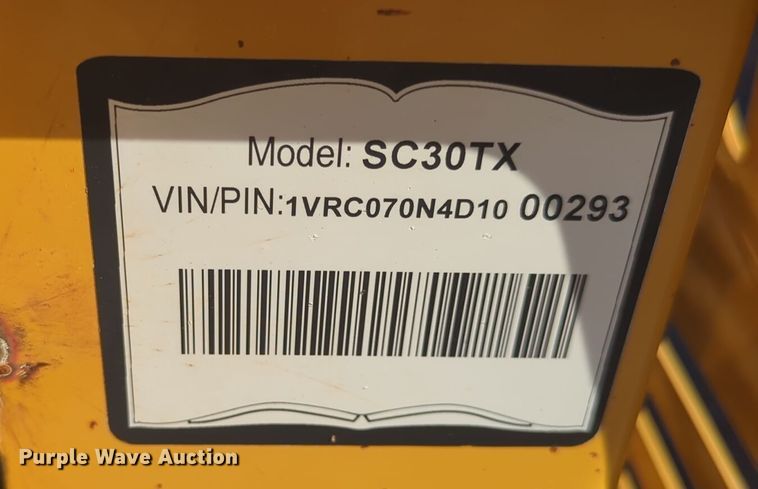 Model: SC30TX
VIN/PIN:1VRC070N4D10 00293
Purple Wave Auction